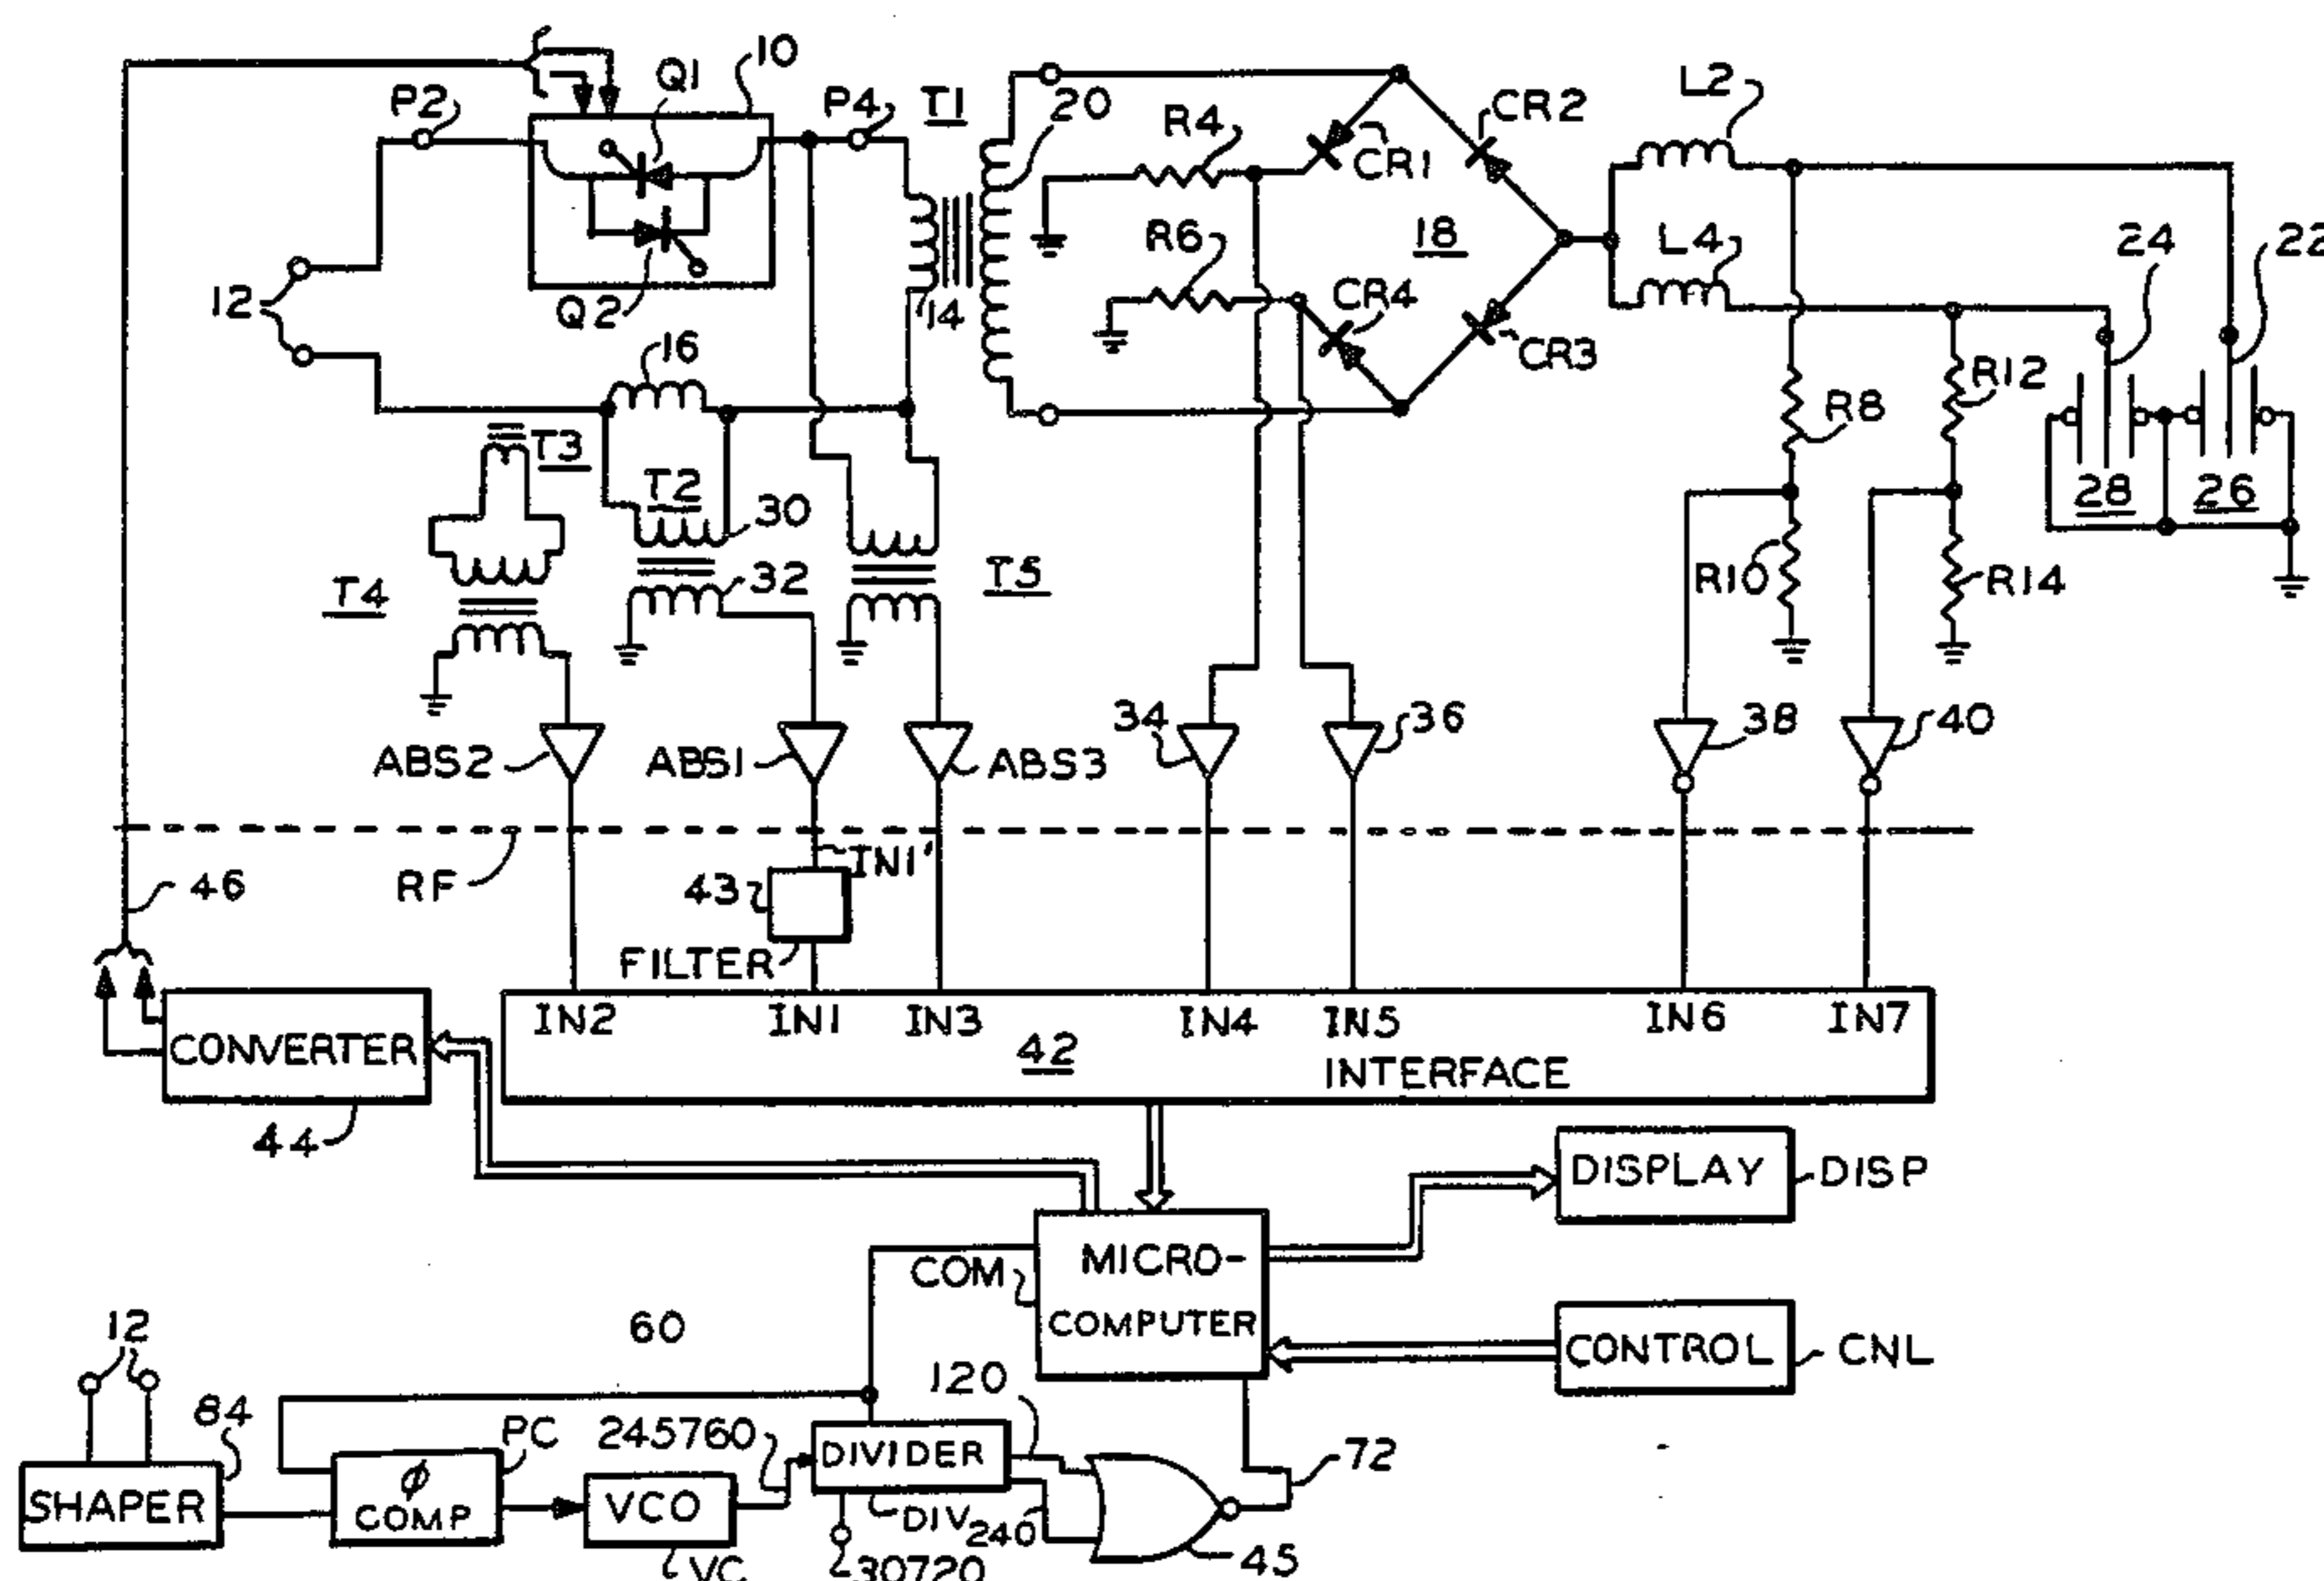 10
Q1
P2
P4
T1
20
R4
CR1
CR2
L2
R6
18
L4
24
22
12
Q2
14
CR4
CR3
16
R12
R8
T3
T2
30
28
26
32
T5
R10
R14
T4
34
36
38
40
ABS2
ABS1
ABS3
IN1'
RF
46
43
FILTER
IN2
IN1
IN3
IN4
IN5
IN6
IN7
CONVERTER
42
INTERFACE
44
DISPLAY
DISP
COM
MICRO-
COMPUTER
12
60
CONTROL
CNL
120
84
PC
245760
DIVIDER
72
SHAPER
ϕ
COMP
VCO
DIV
240
45
VC
30720